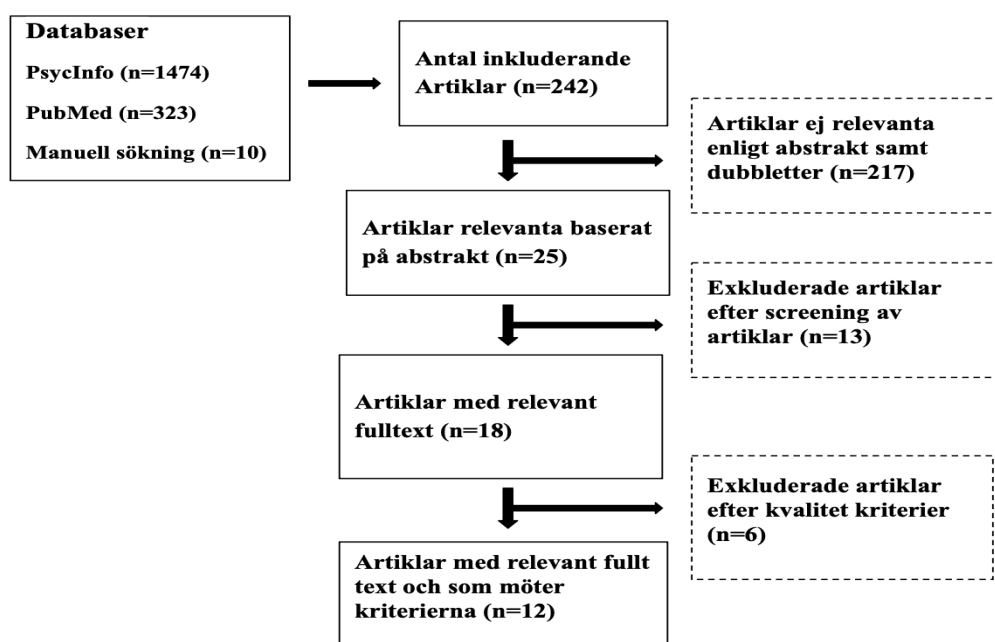 Databaser
PsycInfo (n=1474)
PubMed (n=323)
Manuell sökning (n=10)
Antal inkluderande
Artiklar (n=242)
Artiklar ej relevanta
enligt abstrakt samt
dubbletter (n=217)
Artiklar relevanta baserat
på abstrakt (n=25)
Exkluderade artiklar
efter screening av
artiklar (n=13)
Artiklar med relevant
fulltext (n=18)
Exkluderade artiklar
efter kvalitet kriterier
(n=6)
Artiklar med relevant fullt
text och som möter
kriterierna (n=12)